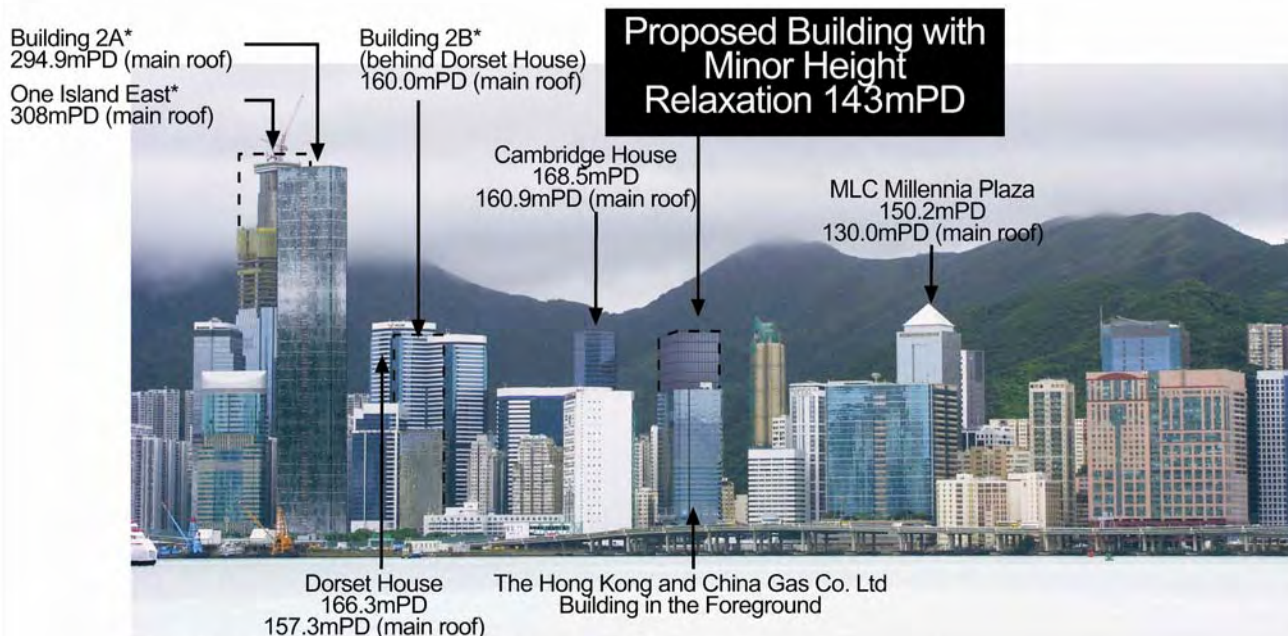 Building 2A*
294.9mPD (main roof)
One Island East*
308mPD (main roof)
Building 2B*
(behind Dorset House)
160.0mPD (main roof)
Proposed Building with
Minor Height
Relaxation 143mPD
Cambridge House
168.5mPD
160.9mPD (main roof)
MLC Millennia Plaza
150.2mPD
130.0mPD (main roof)
Dorset House
166.3mPD
157.3mPD (main roof)
The Hong Kong and China Gas Co. Ltd
Building in the Foreground